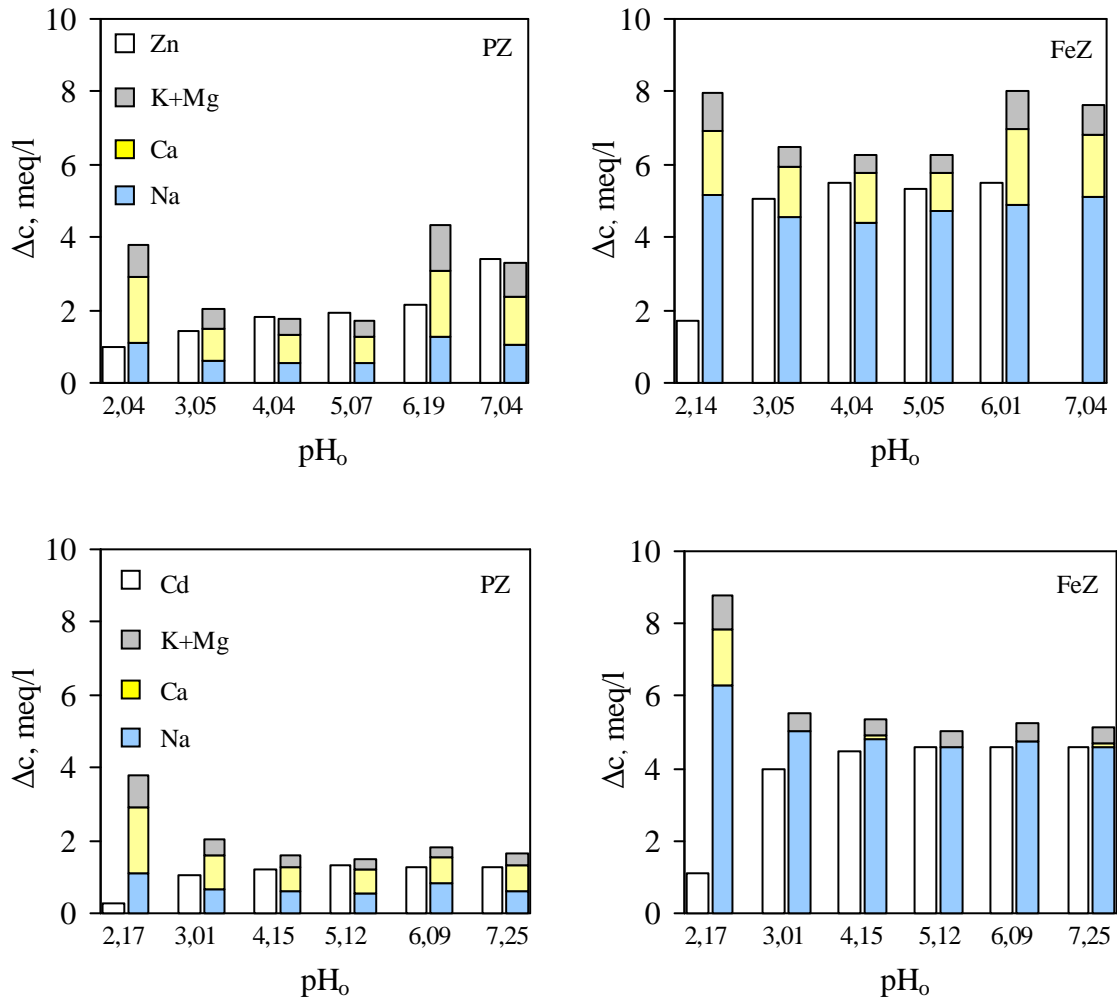 10
8
6
4
2
0
Δc, meq/l
Zn
K+Mg
Ca
Na
PZ
2,04 3,05 4,04 5,07 6,19 7,04
pHo
10
8
6
4
2
0
Δc, meq/l
FeZ
2,14 3,05 4,04 5,05 6,01 7,04
pHo
10
8
6
4
2
0
Δc, meq/l
Cd
K+Mg
Ca
Na
PZ
2,17 3,01 4,15 5,12 6,09 7,25
pHo
10
8
6
4
2
0
Δc, meq/l
FeZ
2,17 3,01 4,15 5,12 6,09 7,25
pHo